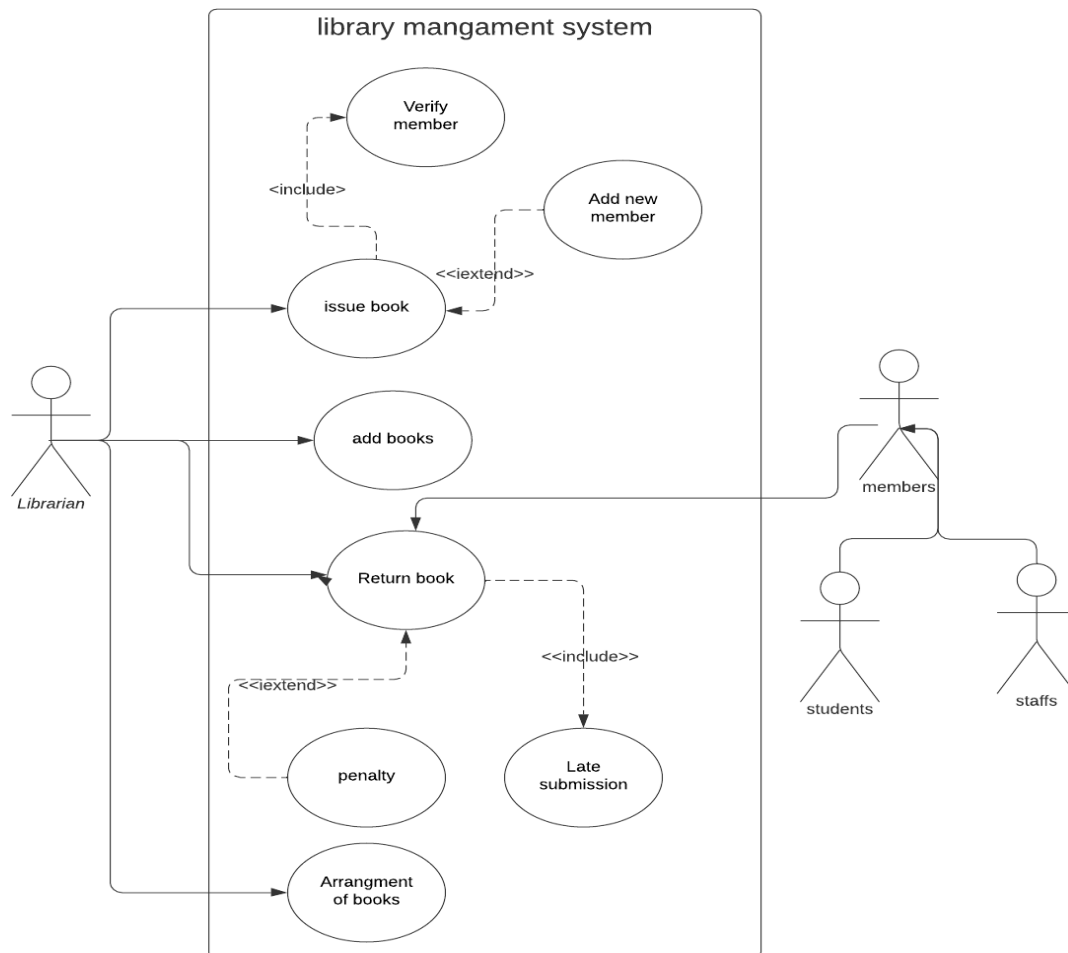 library mangament system
Verify
member
<include>
Add new
member
<<iextend>>
issue book
add books
Librarian
members
Return book
<<include>>
<<iextend>>
students
staffs
penalty
Late
submission
Arrangment
of books